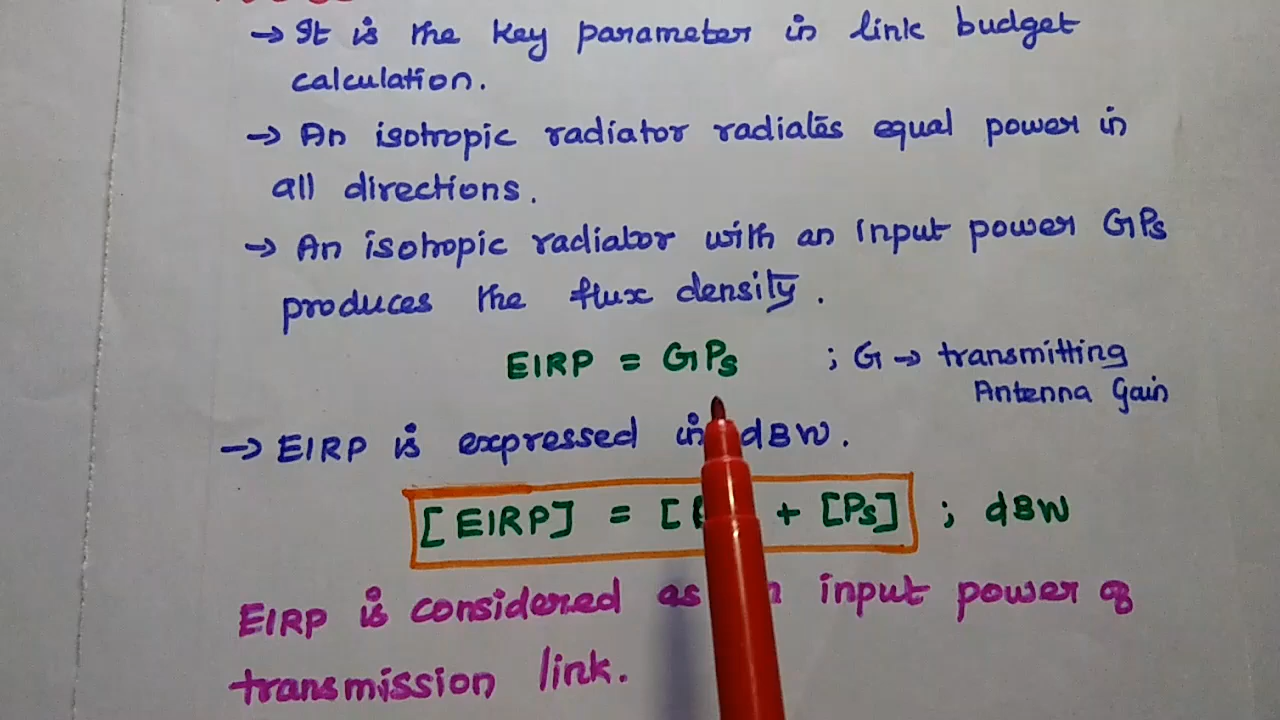 → It is the key parameter in link budget
calculation.
→ An isotropic radiator radiates equal power in
all directions.
→ An isotropic radiator with an input power GPs
produces the flux density.
EIRP = GPs ; G → transmitting
Antenna Gain
→ EIRP is expressed in dBW.
[EIRP] = [ + [Ps] ; dBW
EIRP is considered as input power of
transmission link.